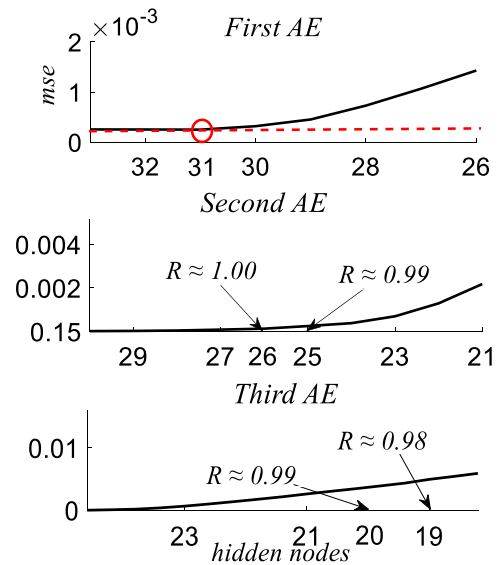 ×10⁻³
First AE
2
1
0
mse
32 31 30 28 26
Second AE
0.004
0.002
0.15
R ≈ 1.00
R ≈ 0.99
29 27 26 25 23 21
Third AE
0.01
0
R ≈ 0.99
R ≈ 0.98
23 21 20 19
hidden nodes